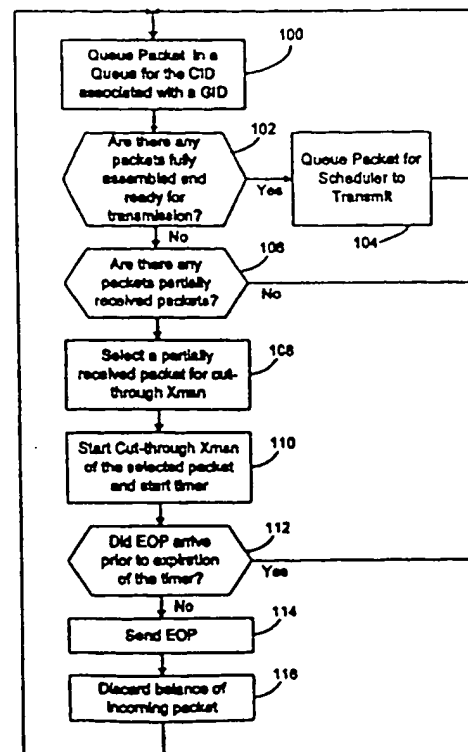 100
Queue Packet In a
Queue for the CID
associated with a GID
102
Are there any
packets fully
assembled and
ready for
transmission?
Yes
Queue Packet for
Scheduler to
Transmit
104
No
106
Are there any
packets partially
received packets?
No
108
Select a partially
received packet for cut-
through Xman
110
Start Cut-through Xman
of the selected packet
and start timer
112
Did EOP arrive
prior to expiration
of the timer?
Yes
No
114
Send EOP
116
Discard balance of
incoming packet